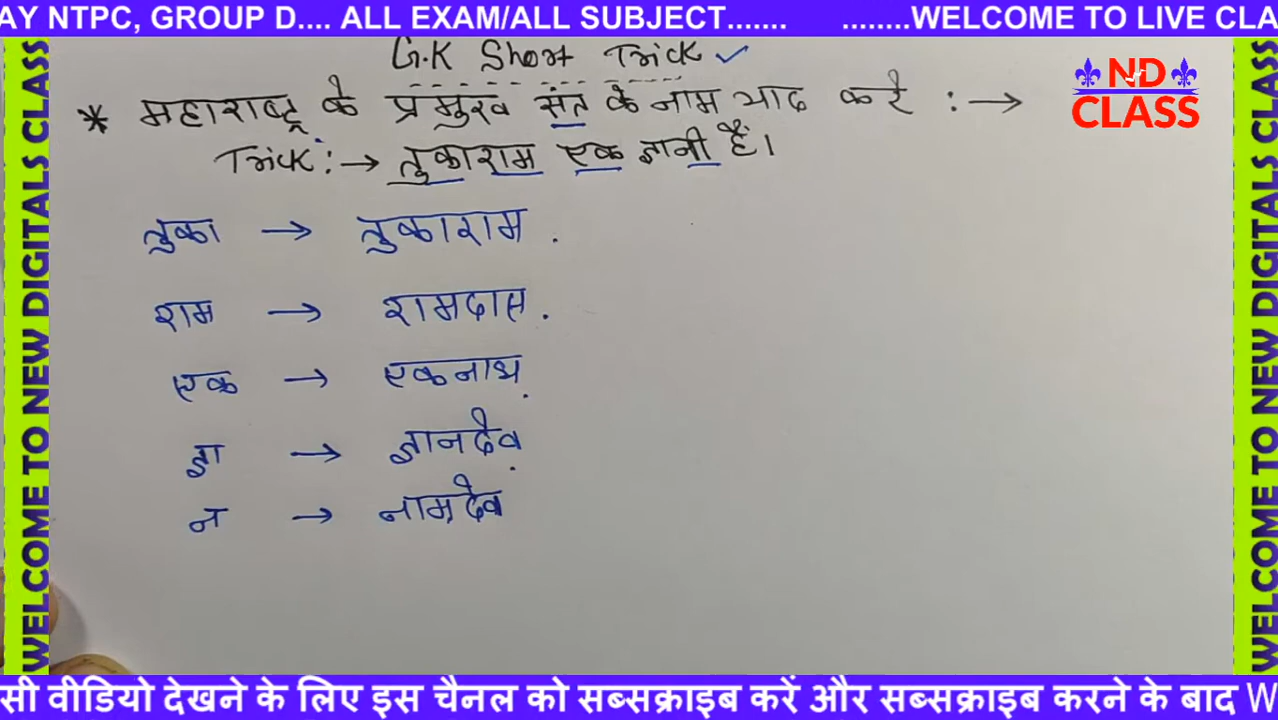 AY NTPC, GROUP D.... ALL EXAM/ALL SUBJECT....... ........WELCOME TO LIVE CLA
G.K Short Trick ✓
* महाराष्ट्र के प्रमुख संत के नाम याद करे :→
Trick :→ तुकाराम एक ज्ञानी हैं।
तुका → तुकाराम .
राम → रामदास .
एक → एकनाथ .
ज्ञा → ज्ञानदेव .
न → नामदेव
ND
CLASS
WELCOME TO NEW DIGITALS CLASS
WELCOME TO NEW DIGITALS CLASS
सी वीडियो देखने के लिए इस चैनल को सब्सक्राइब करें और सब्सक्राइब करने के बाद W